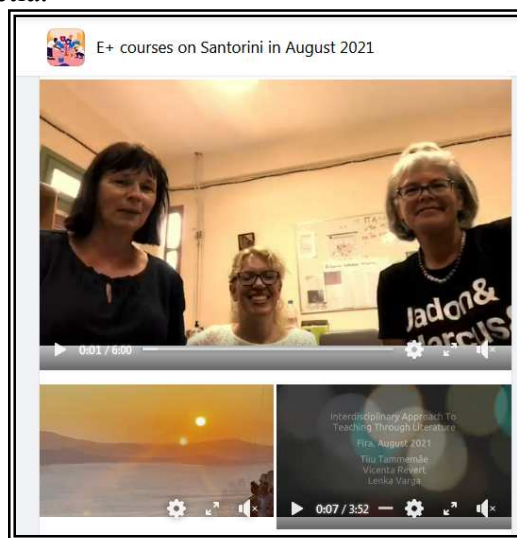 E+ courses on Santorini in August 2021
Jadon&
0:01 / 6:00
Interdisciplinary Approach To
Teaching Through Literature
Fira, August 2021
Tiiu Tammemäe
Vicenta Revert
Lenka Varga
0:07 / 3:52